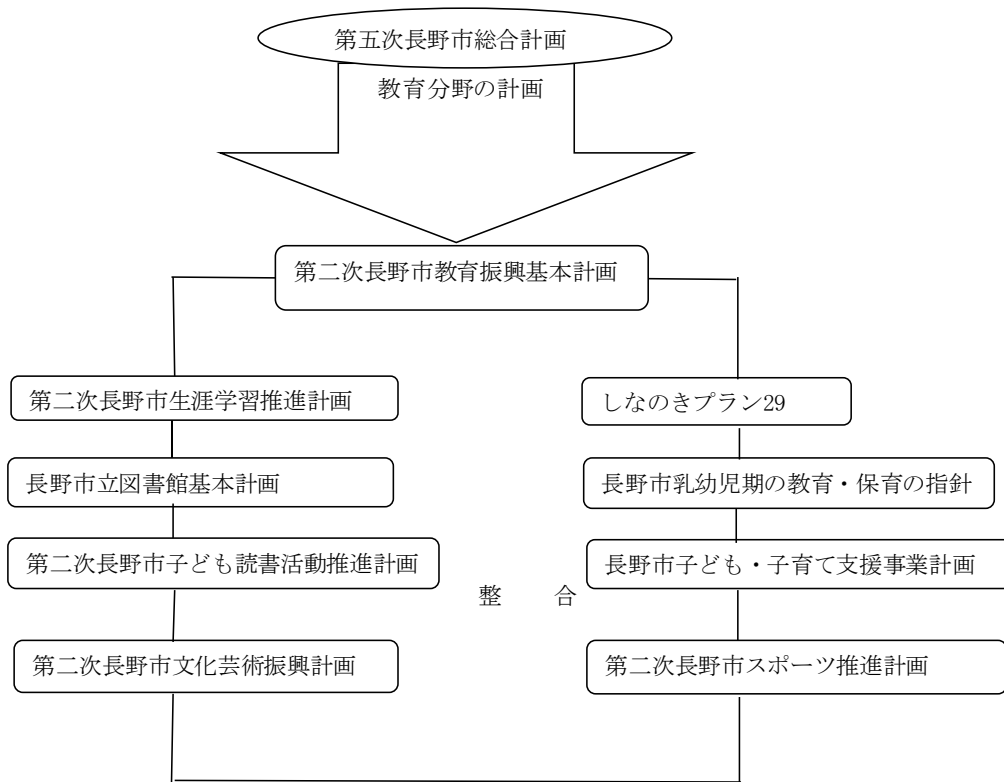 第五次長野市総合計画
教育分野の計画
第二次長野市教育振興基本計画
第二次長野市生涯学習推進計画
しなのきプラン29
長野市立図書館基本計画
長野市乳幼児期の教育・保育の指針
第二次長野市子ども読書活動推進計画
長野市子ども・子育て支援事業計画
整　合
第二次長野市文化芸術振興計画
第二次長野市スポーツ推進計画